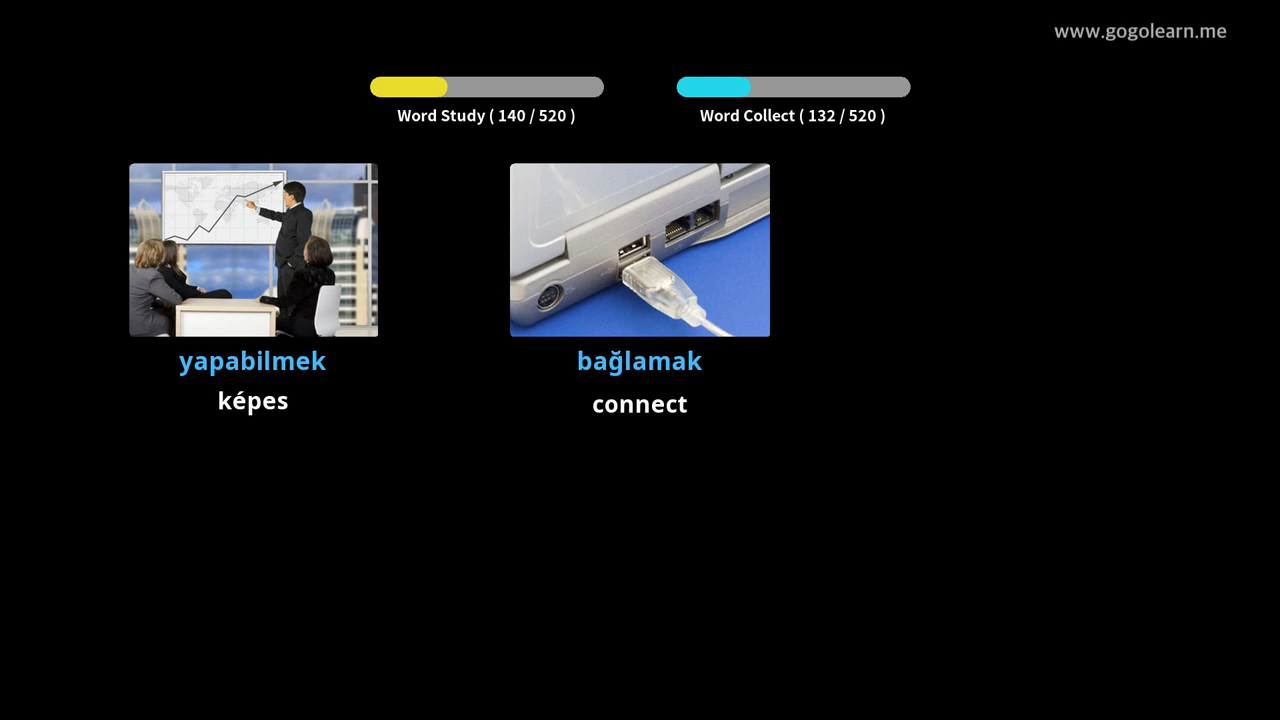 www.gogolearn.me
Word Study ( 140 / 520 )
Word Collect ( 132 / 520 )
yapabilmek
képes
bağlamak
connect